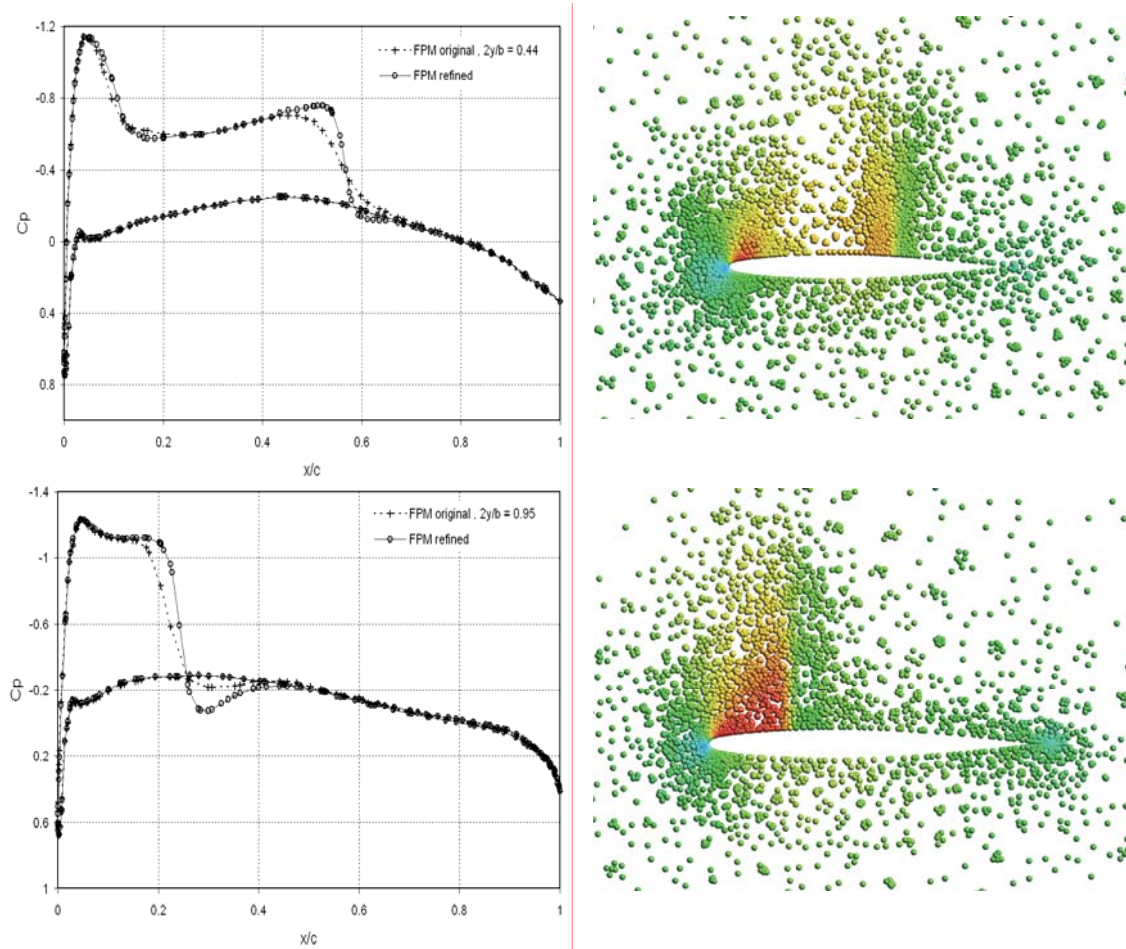 -1.2
FPM original , 2y/b = 0.44
FPM refined
-0.8
-0.4
Cp
0
0.4
0.8
0 0.2 0.4 0.6 0.8 1
x/c
-1.4
FPM original , 2y/b = 0.95
FPM refined
-1
-0.6
Cp
-0.2
0.2
0.6
1
0 0.2 0.4 0.6 0.8 1
x/c